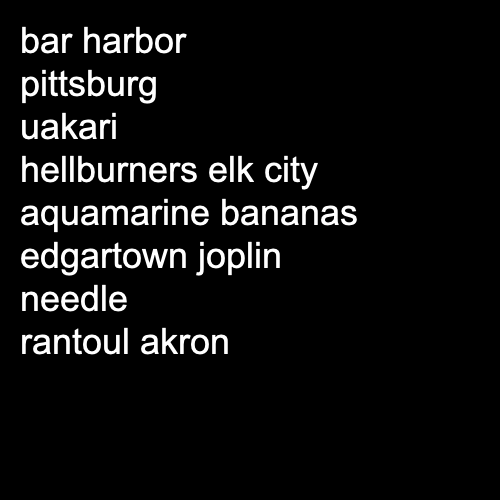 bar harbor
pittsburg
uakari
hellburners elk city
aquamarine bananas
edgartown joplin
needle
rantoul akron